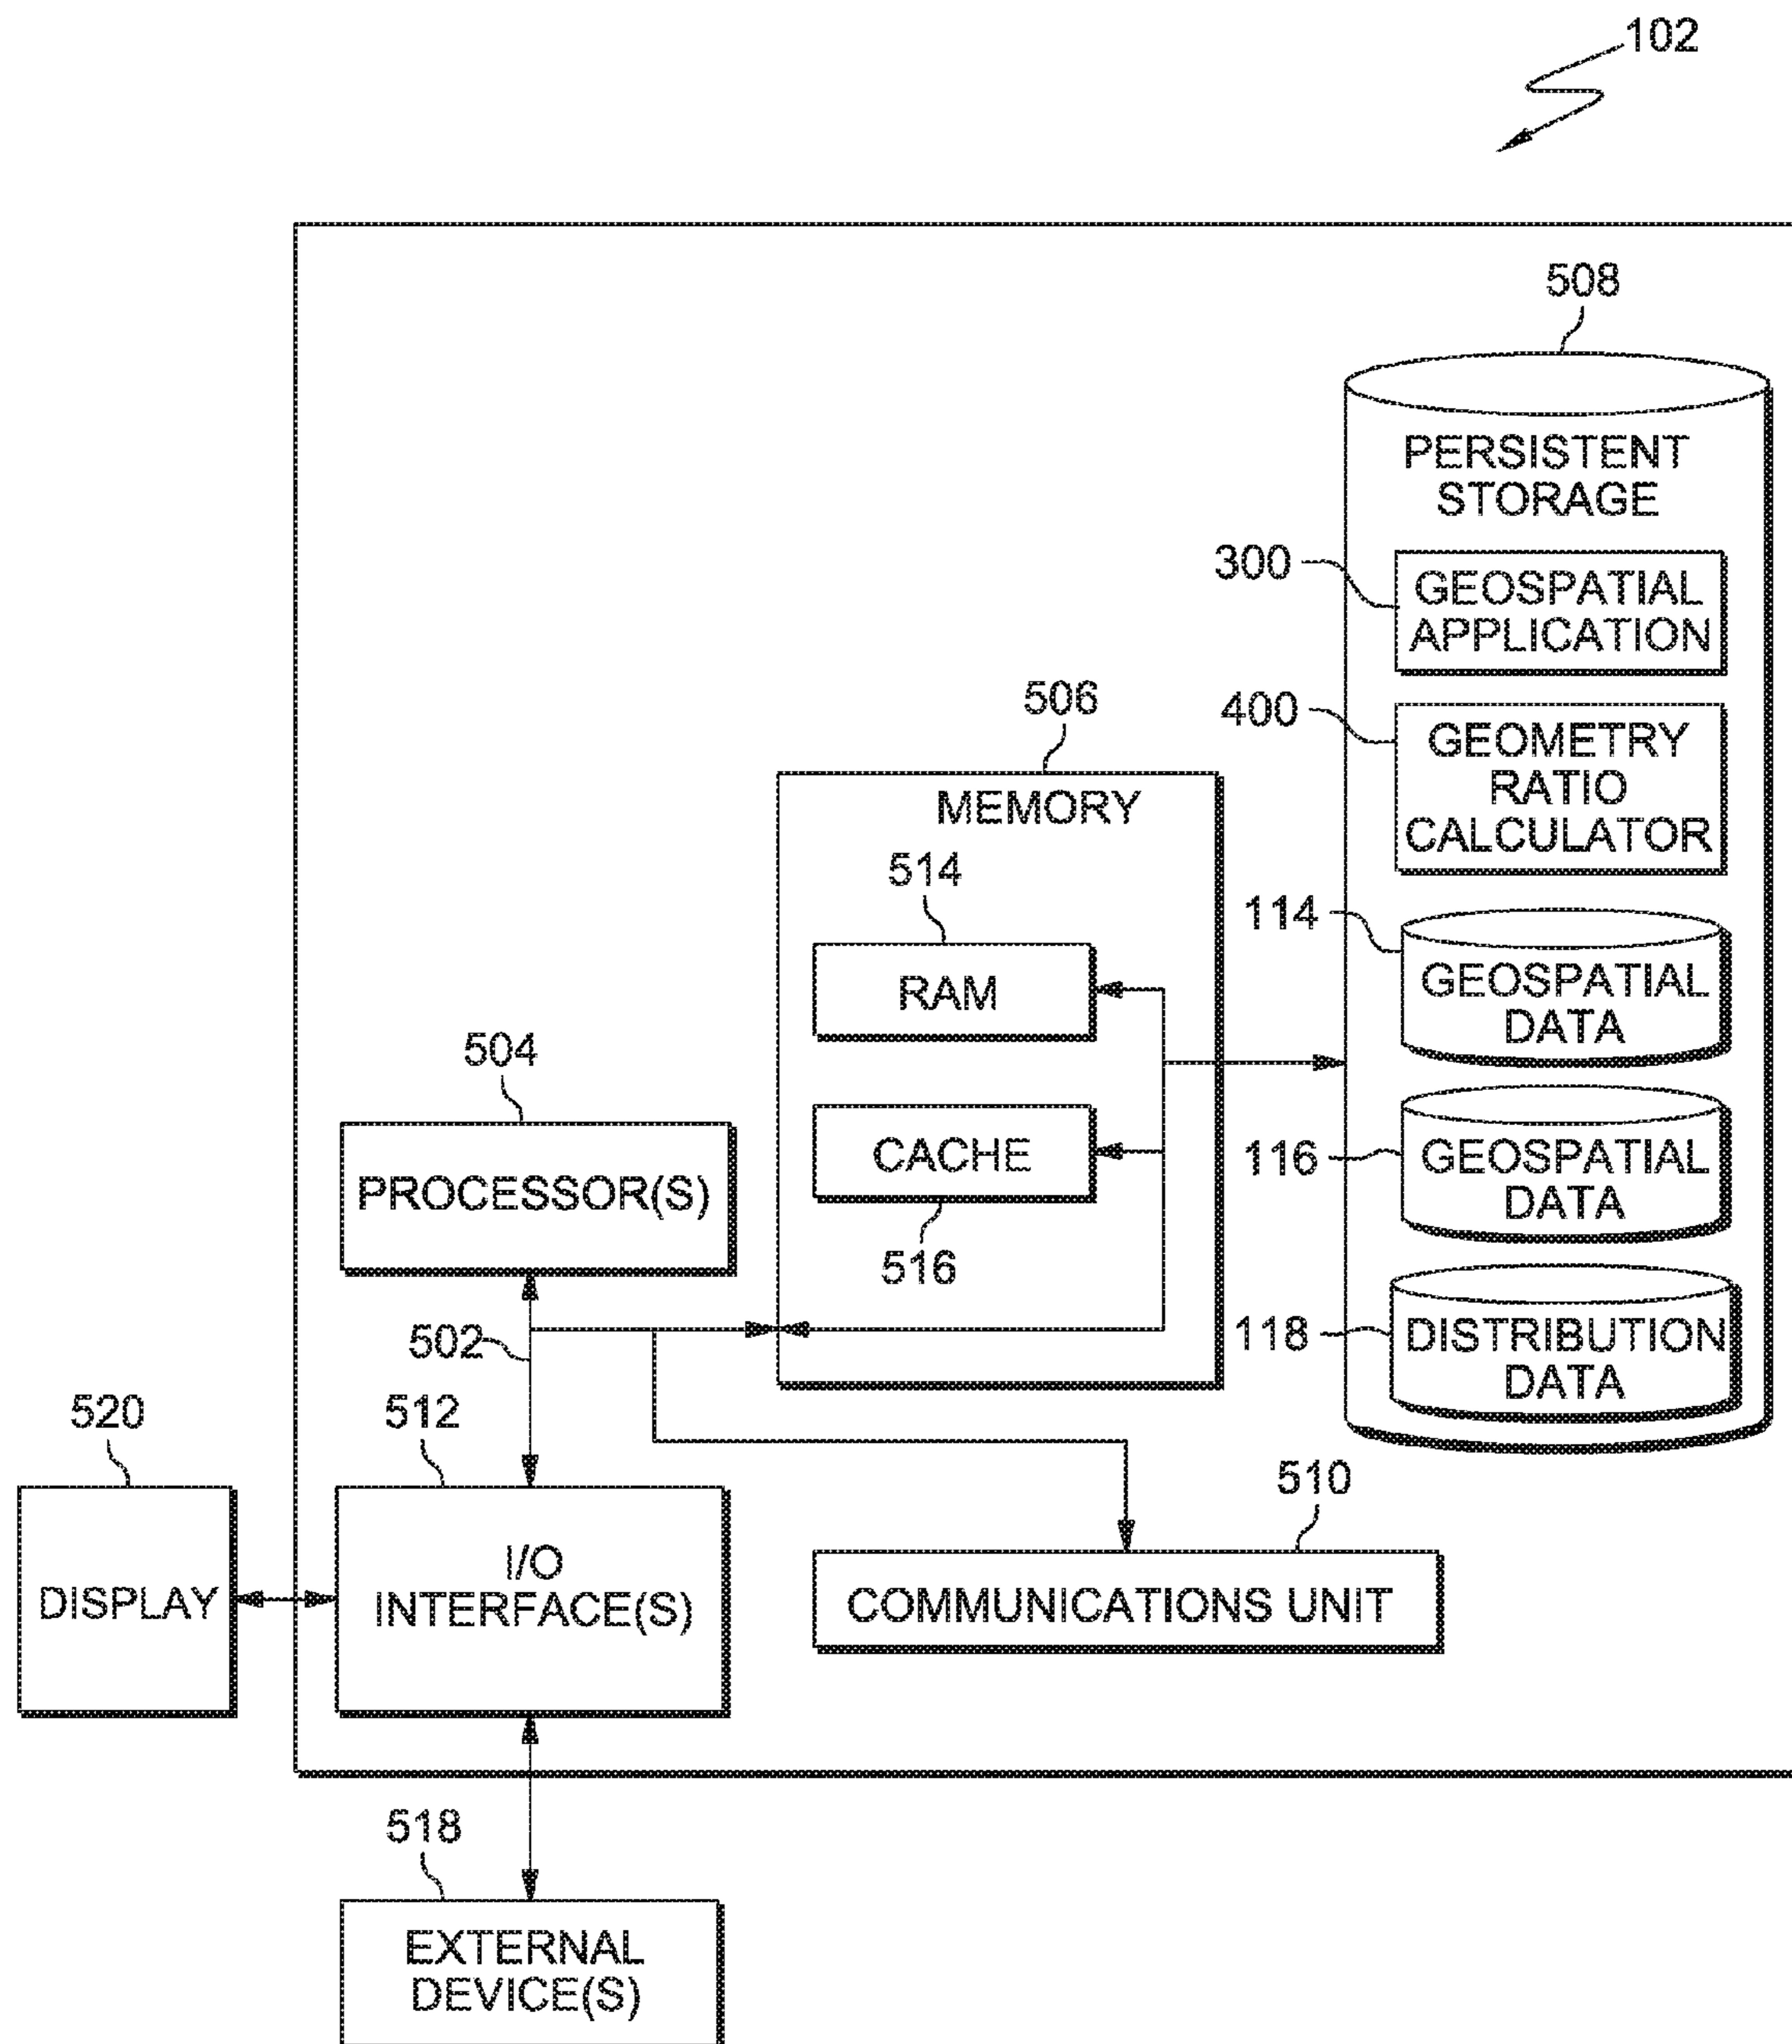 102
508
PERSISTENT
STORAGE
300
GEOSPATIAL
APPLICATION
506
400
GEOMETRY
RATIO
CALCULATOR
MEMORY
514
RAM
114
GEOSPATIAL
DATA
504
PROCESSOR(S)
CACHE
516
116
GEOSPATIAL
DATA
502
118
DISTRIBUTION
DATA
520
DISPLAY
512
I/O
INTERFACE(S)
510
COMMUNICATIONS UNIT
518
EXTERNAL
DEVICE(S)